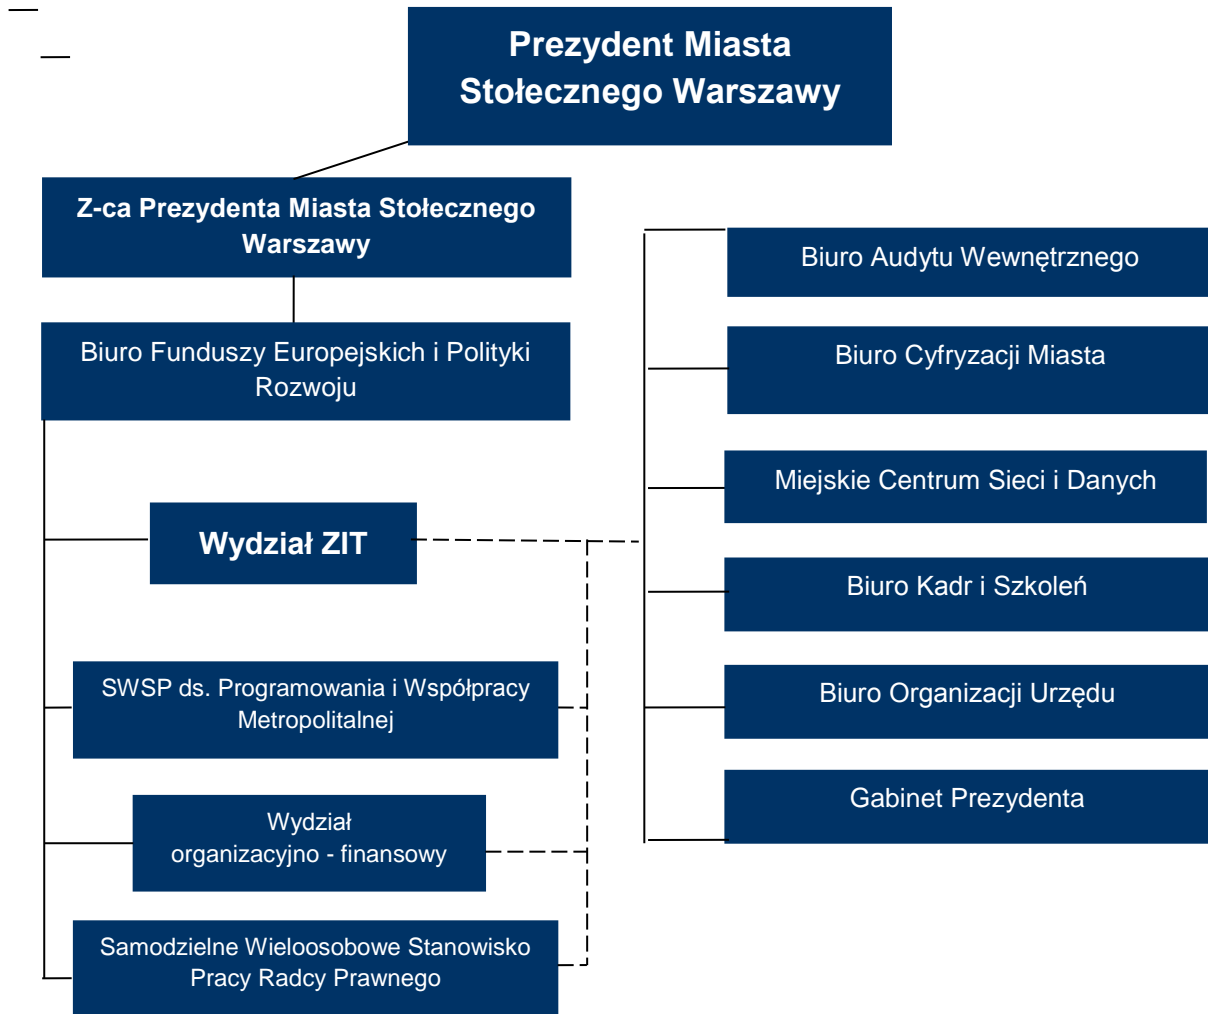 Prezydent Miasta
Stołecznego Warszawy
Z-ca Prezydenta Miasta Stołecznego
Warszawy
Biuro Funduszy Europejskich i Polityki
Rozwoju
Wydział ZIT
SWSP ds. Programowania i Współpracy
Metropolitalnej
Wydział
organizacyjno - finansowy
Samodzielne Wieloosobowe Stanowisko
Pracy Radcy Prawnego
Biuro Audytu Wewnętrznego
Biuro Cyfryzacji Miasta
Miejskie Centrum Sieci i Danych
Biuro Kadr i Szkoleń
Biuro Organizacji Urzędu
Gabinet Prezydenta